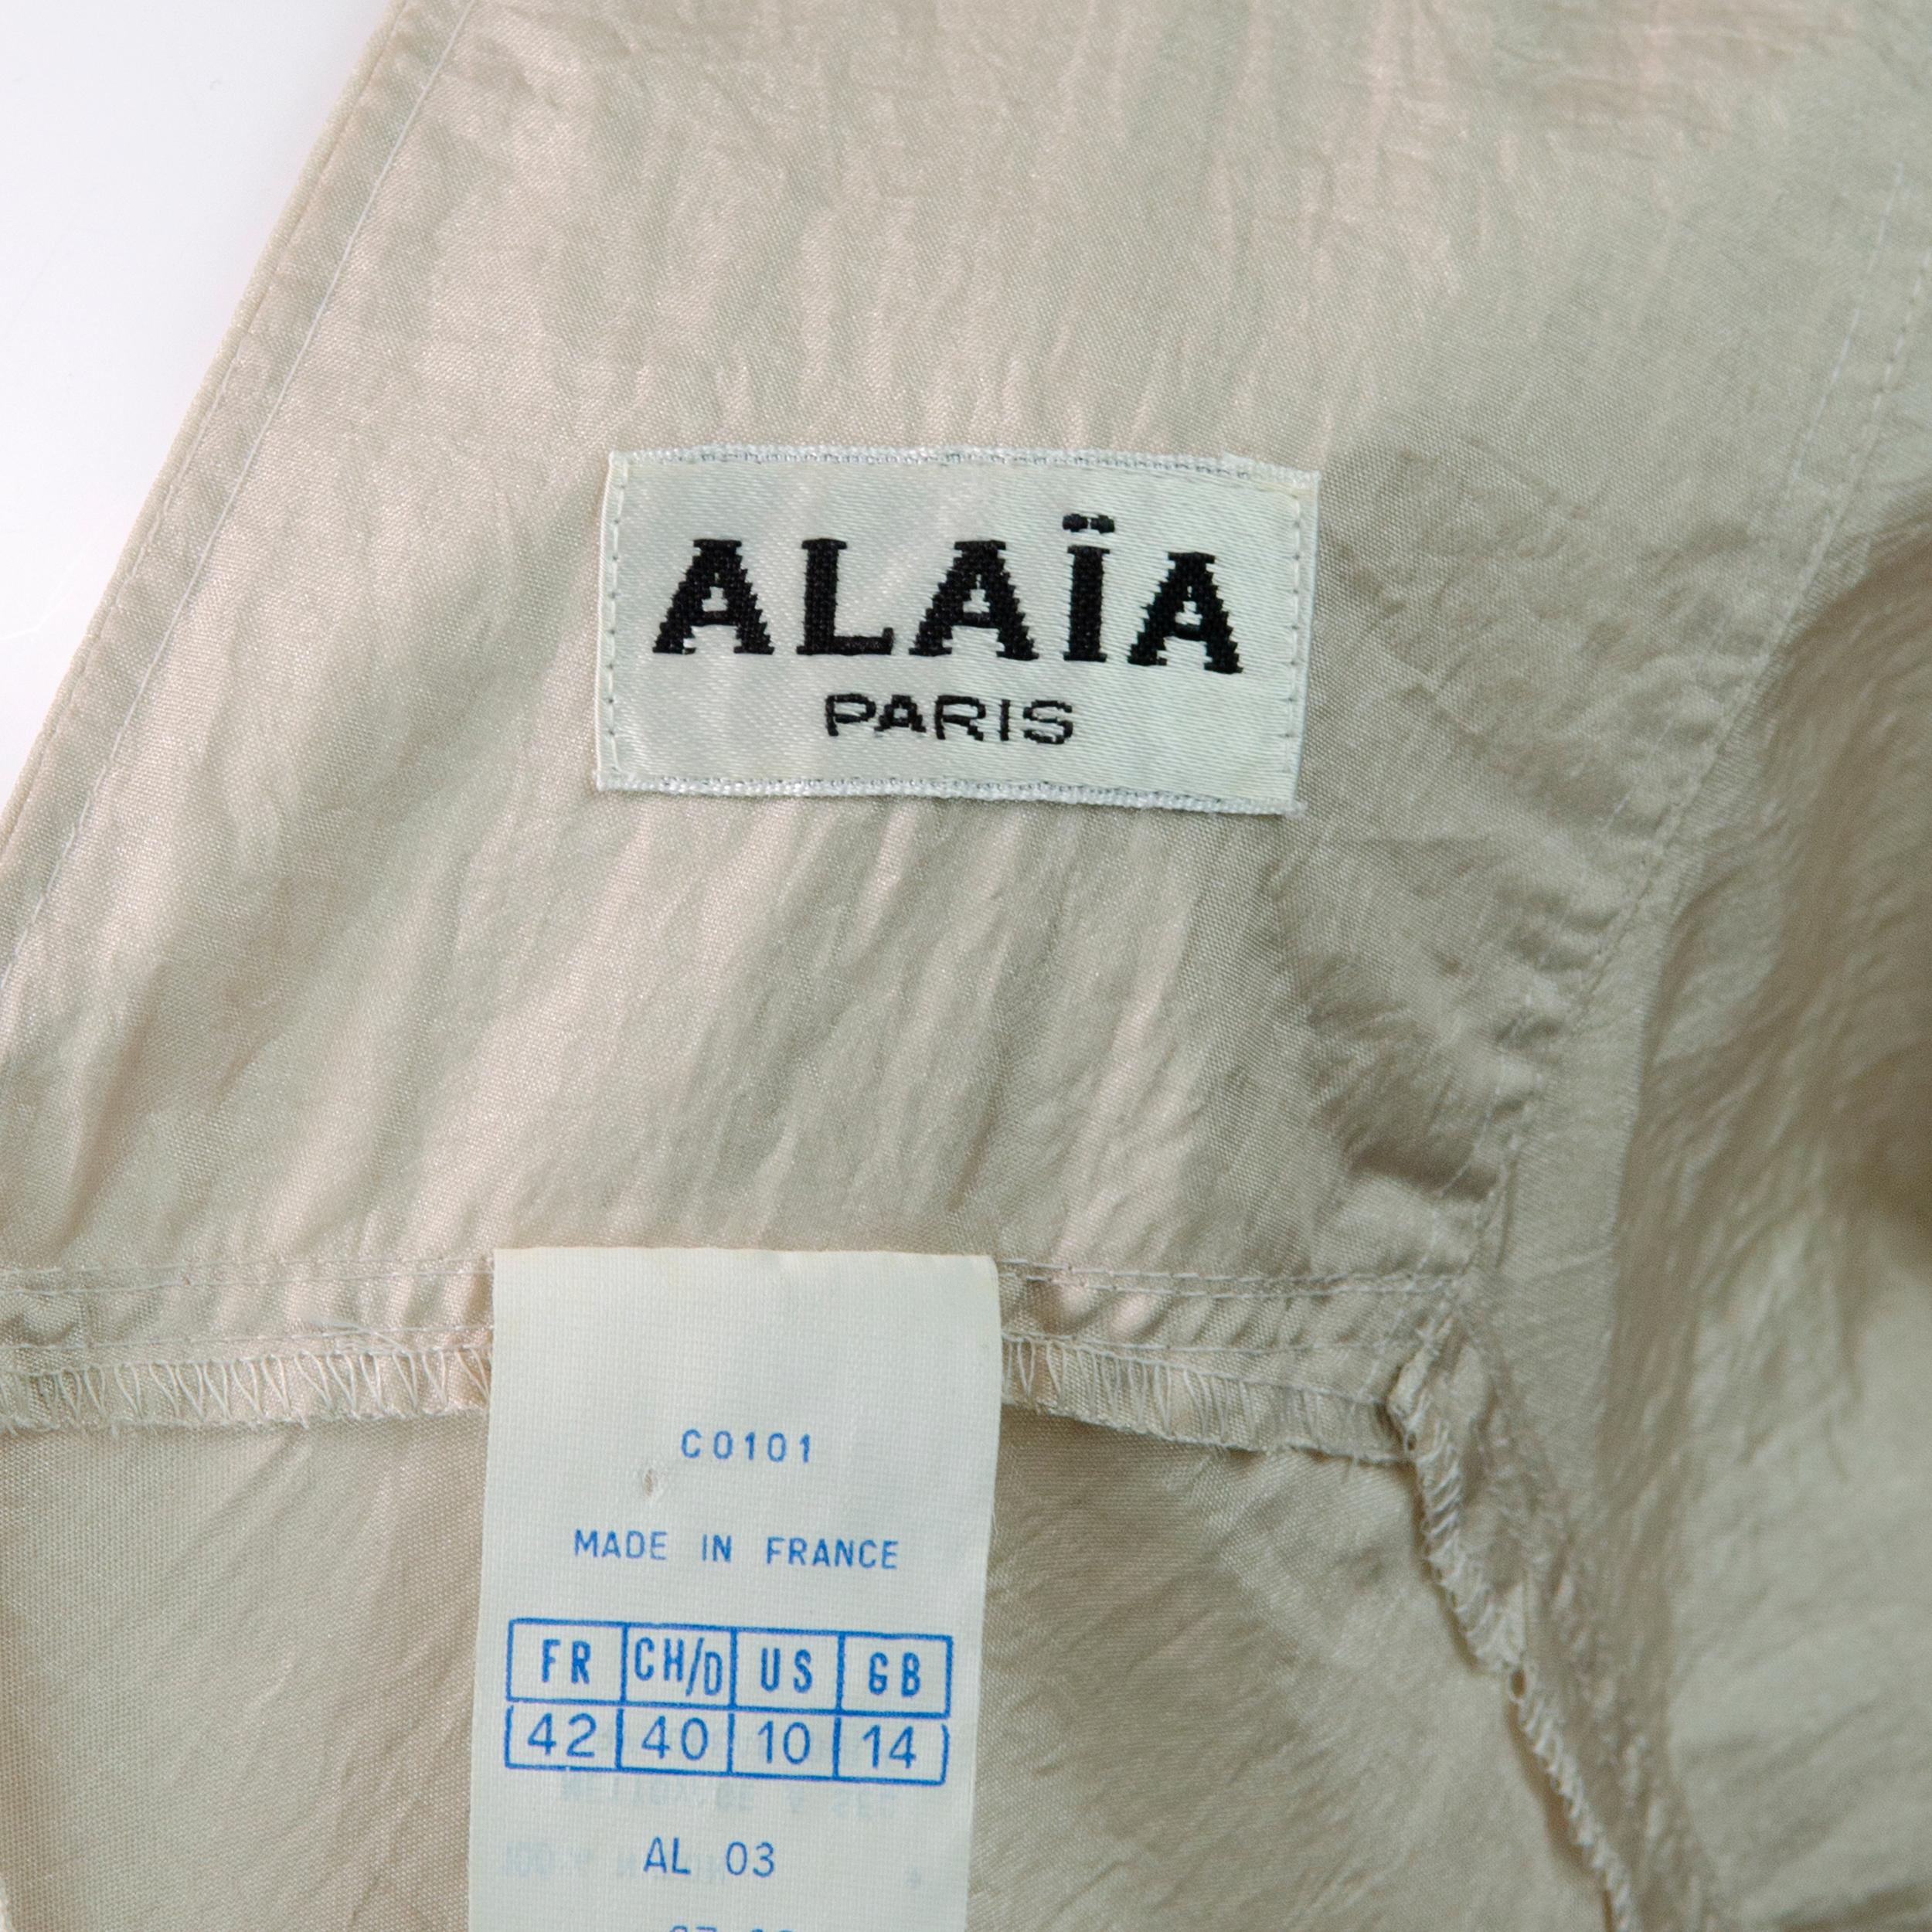 ALAÏA
PARIS
C0101
MADE IN FRANCE
FR CH/D US GB
42 40 10 14
AL 03